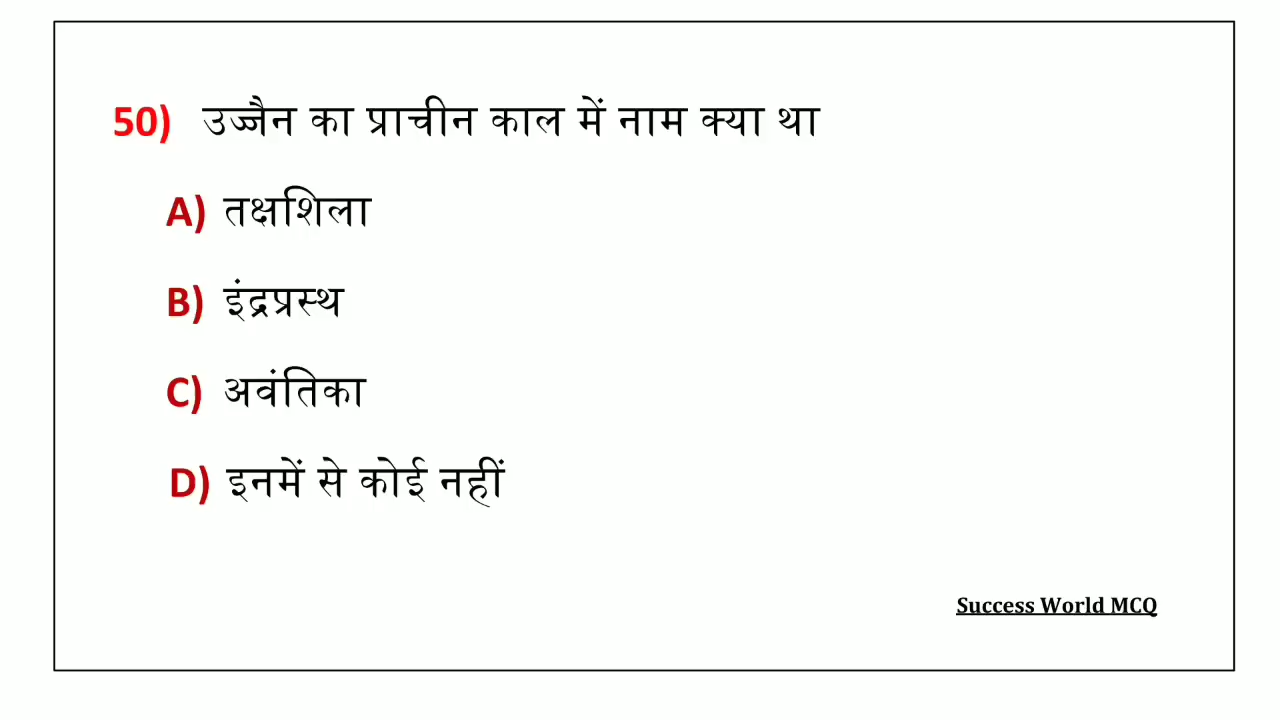 50) उज्जैन का प्राचीन काल में नाम क्या था
A) तक्षशिला
B) इंद्रप्रस्थ
C) अवंतिका
D) इनमें से कोई नहीं
Success World MCQ